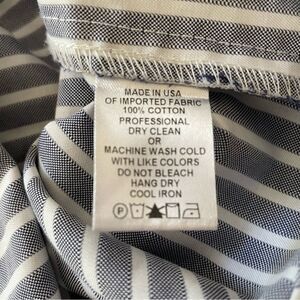 MADE IN USA
OF IMPORTED FABRIC
100% COTTON
PROFESSIONAL
DRY CLEAN
OR
MACHINE WASH COLD
WITH LIKE COLORS
DO NOT BLEACH
HANG DRY
COOL IRON
P